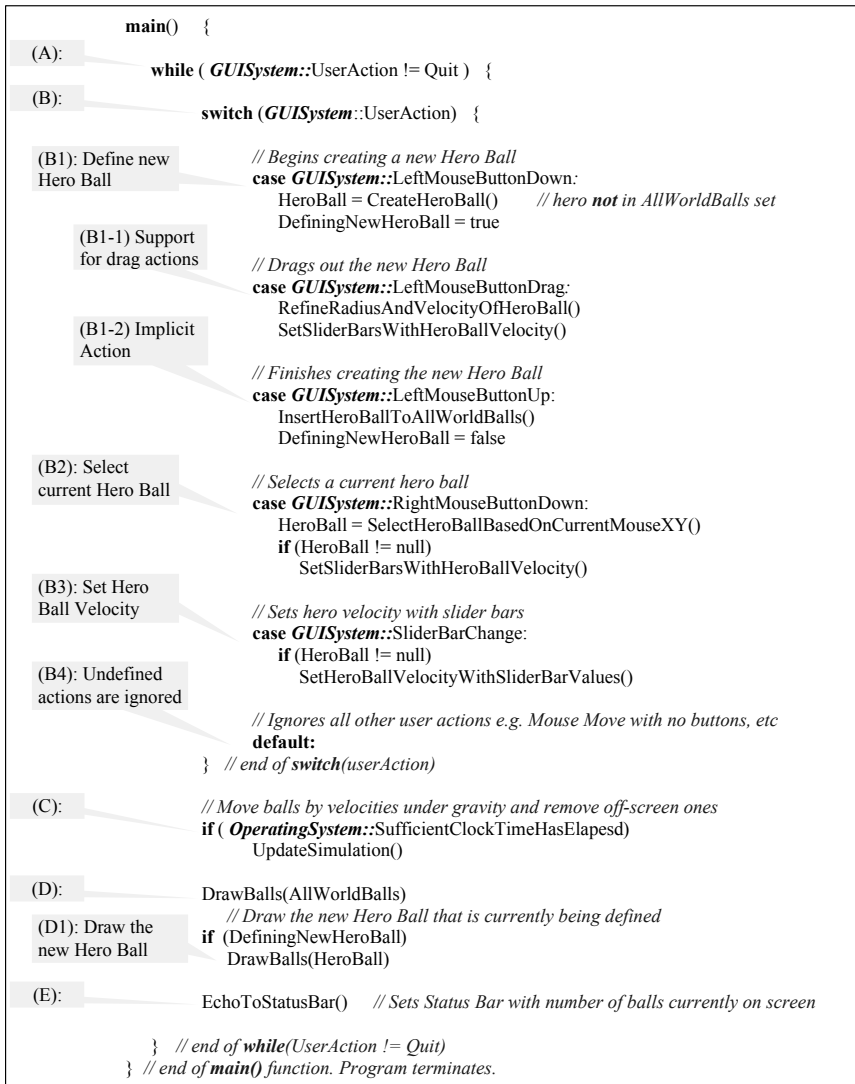 main() {
(A):
while ( GUISystem::UserAction != Quit ) {
(B):
switch (GUISystem::UserAction) {
(B1): Define new
Hero Ball
// Begins creating a new Hero Ball
case GUISystem::LeftMouseButtonDown:
HeroBall = CreateHeroBall() // hero not in AllWorldBalls set
DefiningNewHeroBall = true
(B1-1) Support
for drag actions
// Drags out the new Hero Ball
case GUISystem::LeftMouseButtonDrag:
RefineRadiusAndVelocityOfHeroBall()
SetSliderBarsWithHeroBallVelocity()
(B1-2) Implicit
Action
// Finishes creating the new Hero Ball
case GUISystem::LeftMouseButtonUp:
InsertHeroBallToAllWorldBalls()
DefiningNewHeroBall = false
(B2): Select
current Hero Ball
// Selects a current hero ball
case GUISystem::RightMouseButtonDown:
HeroBall = SelectHeroBallBasedOnCurrentMouseXY()
if (HeroBall != null)
SetSliderBarsWithHeroBallVelocity()
(B3): Set Hero
Ball Velocity
// Sets hero velocity with slider bars
case GUISystem::SliderBarChange:
if (HeroBall != null)
SetHeroBallVelocityWithSliderBarValues()
(B4): Undefined
actions are ignored
// Ignores all other user actions e.g. Mouse Move with no buttons, etc
default:
} // end of switch(userAction)
(C):
// Move balls by velocities under gravity and remove off-screen ones
if ( OperatingSystem::SufficientClockTimeHasElapesd)
UpdateSimulation()
(D):
DrawBalls(AllWorldBalls)
// Draw the new Hero Ball that is currently being defined
(D1): Draw the
new Hero Ball
if (DefiningNewHeroBall)
DrawBalls(HeroBall)
(E):
EchoToStatusBar() // Sets Status Bar with number of balls currently on screen
} // end of while(UserAction != Quit)
} // end of main() function. Program terminates.